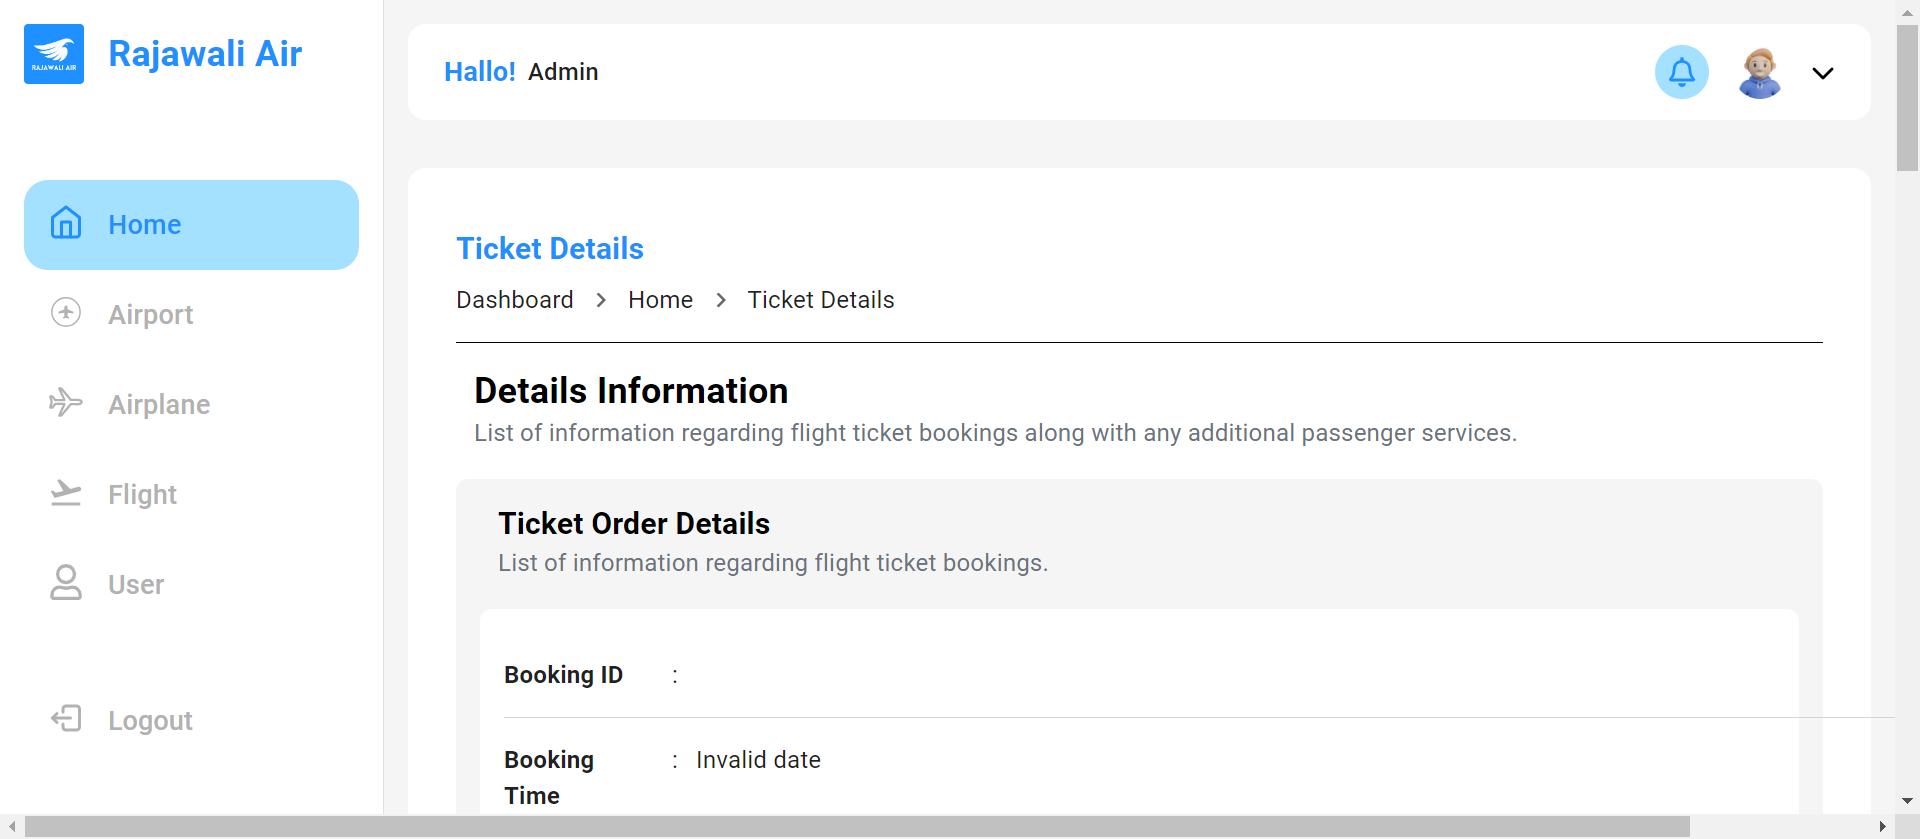 RAJAWALI AIR
Rajawali Air
Hallo! Admin
Home
Airport
Airplane
Flight
User
Logout
Ticket Details
Dashboard > Home > Ticket Details
Details Information
List of information regarding flight ticket bookings along with any additional passenger services.
Ticket Order Details
List of information regarding flight ticket bookings.
Booking ID :
Booking Time : Invalid date